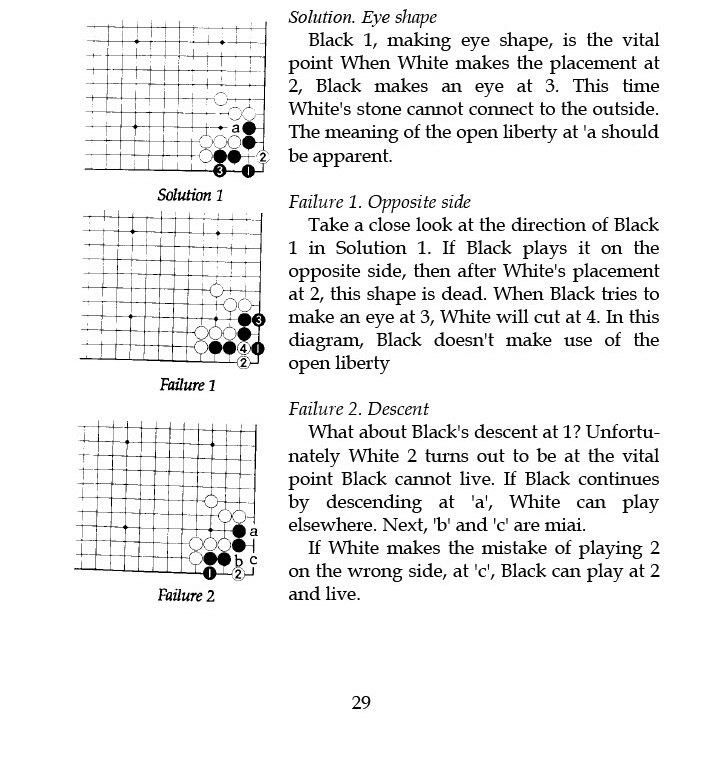 Solution. Eye shape
Black 1, making eye shape, is the vital
point When White makes the placement at
2, Black makes an eye at 3. This time
White's stone cannot connect to the outside.
The meaning of the open liberty at 'a should
be apparent.
a
2
3
1
Solution 1
Failure 1. Opposite side
Take a close look at the direction of Black
1 in Solution 1. If Black plays it on the
opposite side, then after White's placement
at 2, this shape is dead. When Black tries to
make an eye at 3, White will cut at 4. In this
diagram, Black doesn't make use of the
open liberty
3
4
1
2
Failure 1
Failure 2. Descent
What about Black's descent at 1? Unfortu-
nately White 2 turns out to be at the vital
point Black cannot live. If Black continues
by descending at 'a', White can play
elsewhere. Next, 'b' and 'c' are miai.
If White makes the mistake of playing 2
on the wrong side, at 'c', Black can play at 2
and live.
a
b c
1 2
Failure 2
29